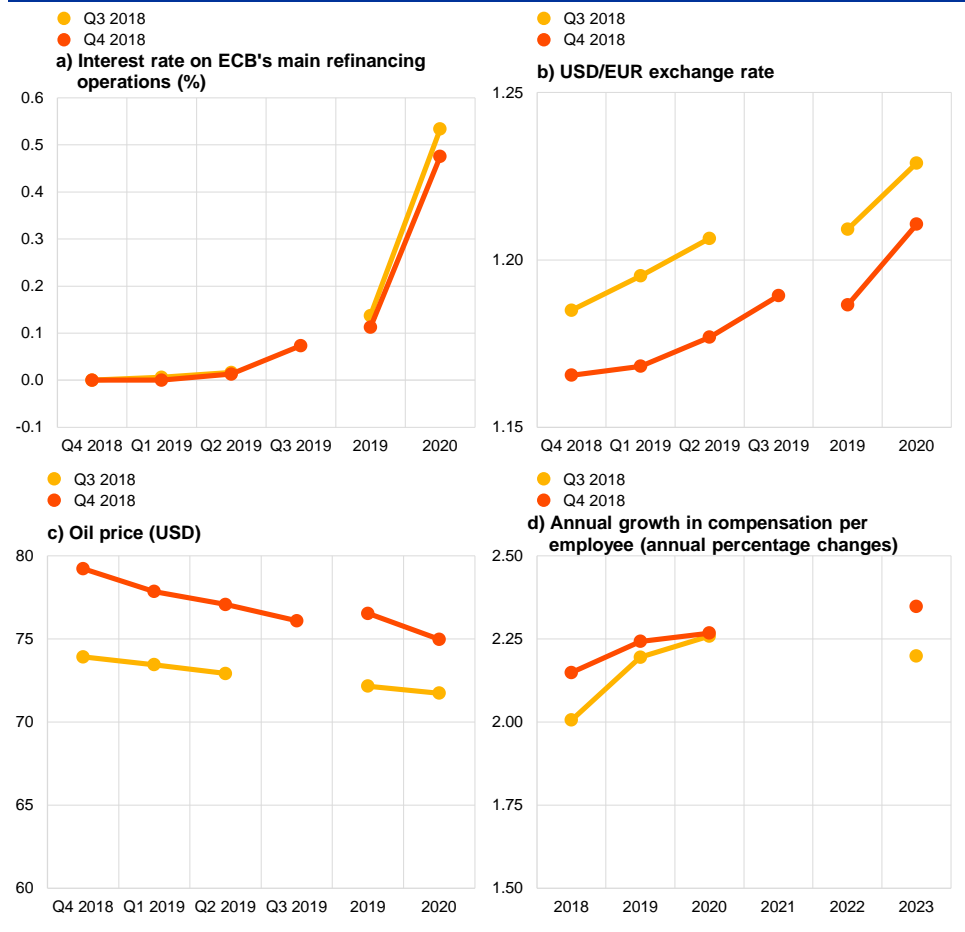 Q3 2018
Q4 2018
a) Interest rate on ECB's main refinancing
operations (%)
0.6
0.5
0.4
0.3
0.2
0.1
0.0
-0.1
Q4 2018 Q1 2019 Q2 2019 Q3 2019 2019 2020
Q3 2018
Q4 2018
b) USD/EUR exchange rate
1.25
1.20
1.15
Q4 2018 Q1 2019 Q2 2019 Q3 2019 2019 2020
Q3 2018
Q4 2018
c) Oil price (USD)
80
75
70
65
60
Q4 2018 Q1 2019 Q2 2019 Q3 2019 2019 2020
Q3 2018
Q4 2018
d) Annual growth in compensation per
employee (annual percentage changes)
2.50
2.25
2.00
1.75
1.50
2018 2019 2020 2021 2022 2023